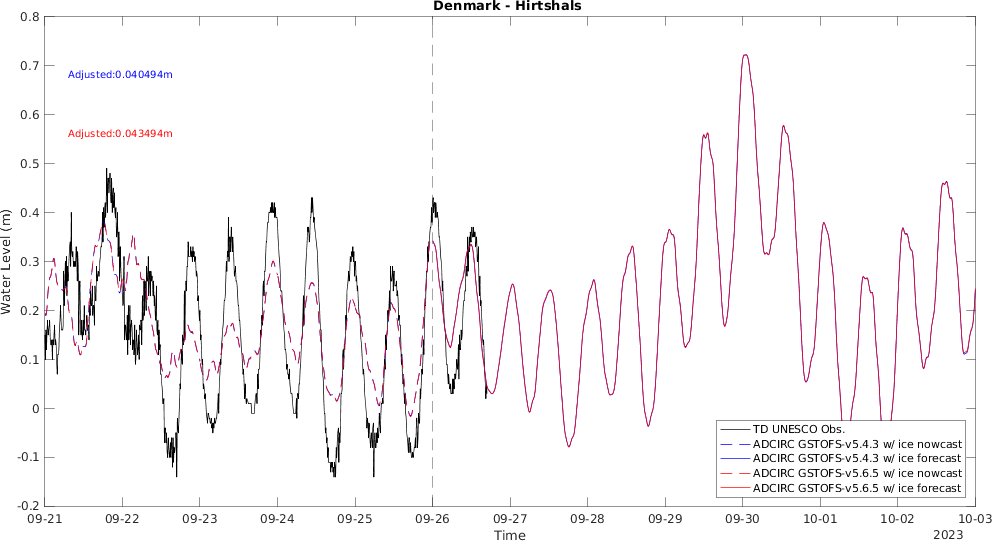 Denmark - Hirtshals
0.8
0.7
0.6
0.5
0.4
0.3
0.2
0.1
0
-0.1
-0.2
Water Level (m)
Adjusted:0.040494m
Adjusted:0.043494m
TD UNESCO Obs.
ADCIRC GSTOFS-v5.4.3 w/ ice nowcast
ADCIRC GSTOFS-v5.4.3 w/ ice forecast
ADCIRC GSTOFS-v5.6.5 w/ ice nowcast
ADCIRC GSTOFS-v5.6.5 w/ ice forecast
09-21 09-22 09-23 09-24 09-25 09-26 09-27 09-28 09-29 09-30 10-01 10-02 10-03
Time
2023